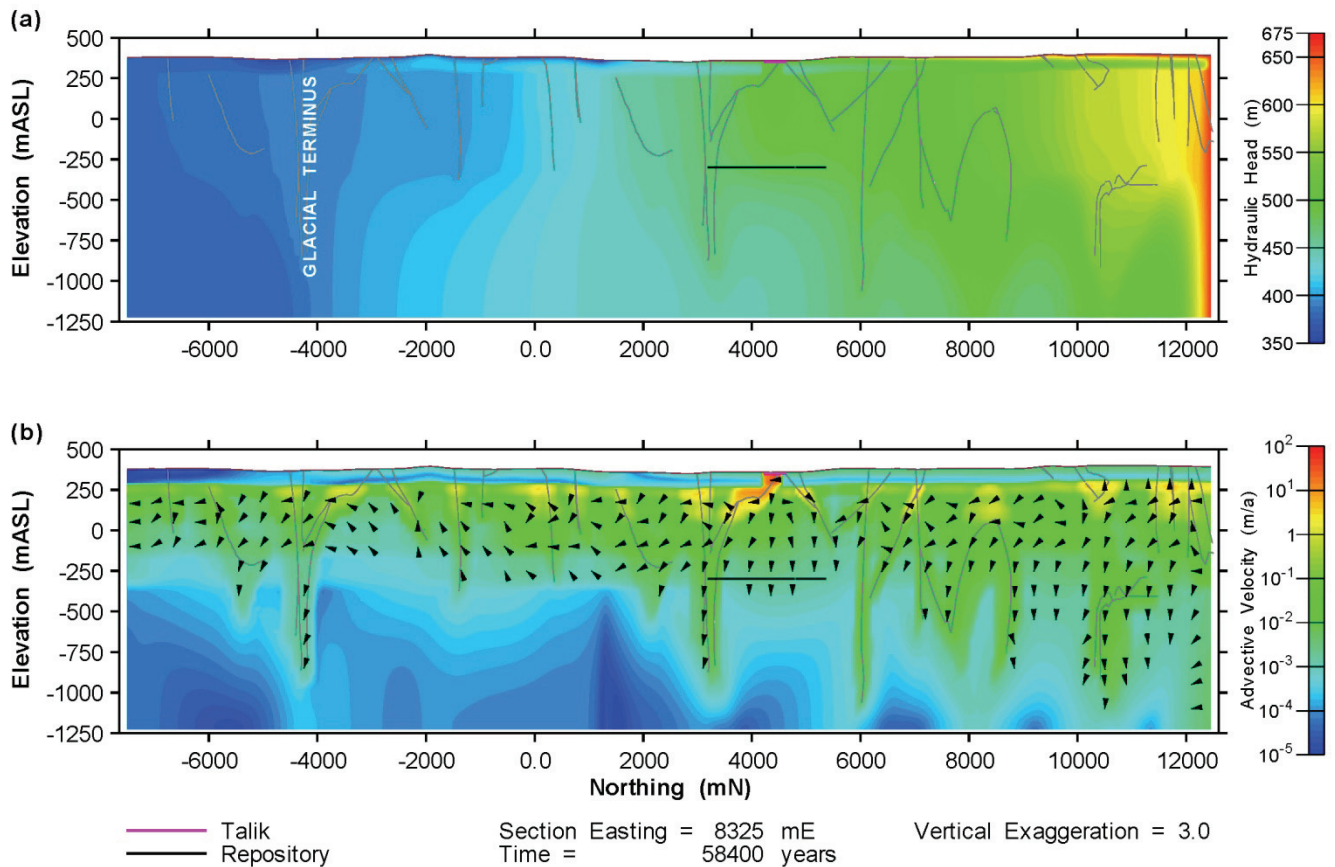 (a)
500
250
0
-250
-500
-750
-1000
-1250
Elevation (mASL)
GLACIAL TERMINUS
-6000 -4000 -2000 0.0 2000 4000 6000 8000 10000 12000
675
650
600
550
500
450
400
350
Hydraulic Head (m)
(b)
500
250
0
-250
-500
-750
-1000
-1250
Elevation (mASL)
-6000 -4000 -2000 0.0 2000 4000 6000 8000 10000 12000
Northing (mN)
10²
10¹
1
10⁻¹
10⁻²
10⁻³
10⁻⁴
10⁻⁵
Advective Velocity (m/a)
Talik Section Easting = 8325 mE Vertical Exaggeration = 3.0
Repository Time = 58400 years